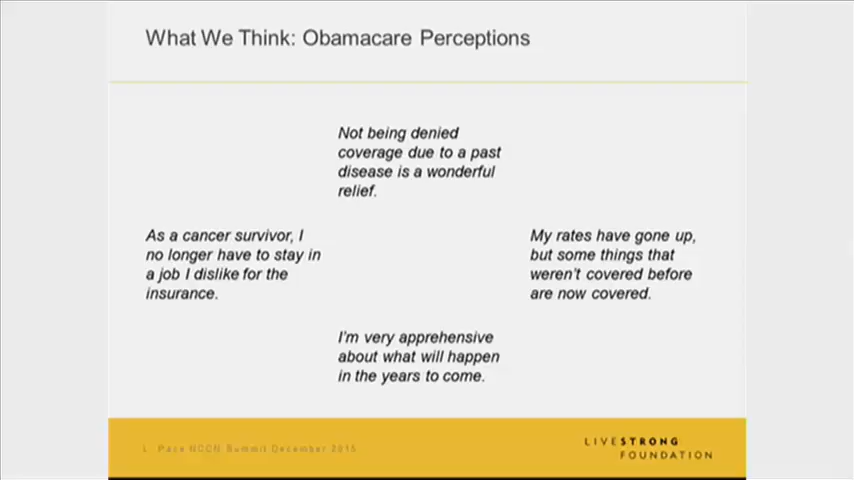 What We Think: Obamacare Perceptions
Not being denied
coverage due to a past
disease is a wonderful
relief.
As a cancer survivor, I
no longer have to stay in
a job I dislike for the
insurance.
My rates have gone up,
but some things that
weren't covered before
are now covered.
I'm very apprehensive
about what will happen
in the years to come.
L. Pace NCCN Summit December 2015
LIVESTRONG
FOUNDATION